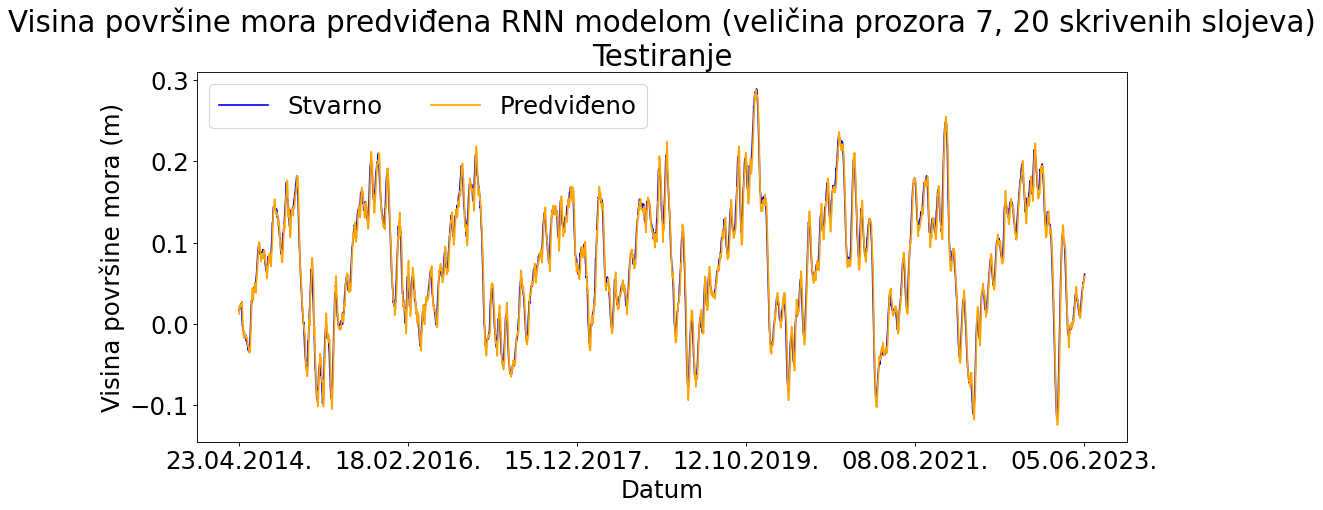 Visina površine mora predviđena RNN modelom (veličina prozora 7, 20 skrivenih slojeva)
Testiranje
Stvarno
Predviđeno
Visina površine mora (m)
0.3
0.2
0.1
0.0
−0.1
23.04.2014.
18.02.2016.
15.12.2017.
12.10.2019.
08.08.2021.
05.06.2023.
Datum